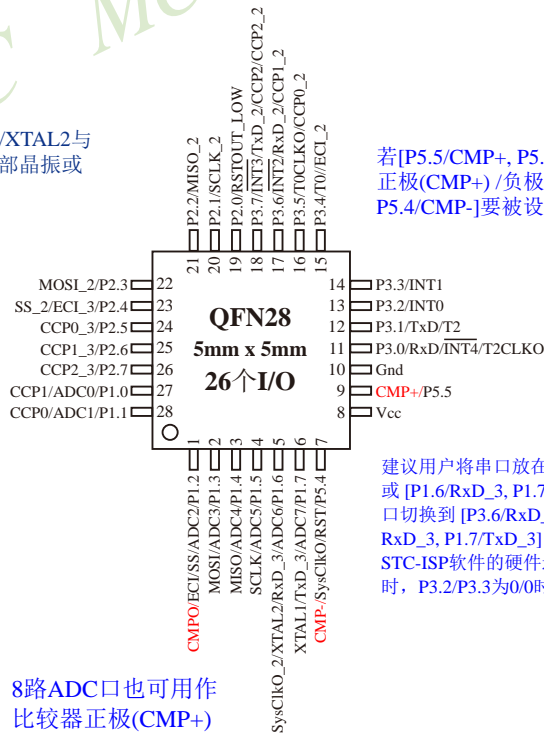 C MC
P2.2/MISO_2
P2.1/SCLK_2
P2.0/RSTOUT_LOW
P3.7/INT3/TxD_2/CCP2/CCP2_2
P3.6/INT2/RxD_2/CCP1_2
P3.5/T0CLKO/CCP0_2
P3.4/T0//ECI_2
/XTAL2与
部晶振或
若[P5.5/CMP+, P5.
正极(CMP+) /负极
P5.4/CMP-]要被设
21
20
19
18
17
16
15
MOSI_2/P2.3 22
SS_2/ECI_3/P2.4 23
CCP0_3/P2.5 24
CCP1_3/P2.6 25
CCP2_3/P2.7 26
CCP1/ADC0/P1.0 27
CCP0/ADC1/P1.1 28
QFN28
5mm x 5mm
26个I/O
14 P3.3/INT1
13 P3.2/INT0
12 P3.1/TxD/T2
11 P3.0/RxD/INT4/T2CLKO
10 Gnd
9 CMP+/P5.5
8 Vcc
1
2
3
4
5
6
7
CMPO/ECI/SS/ADC2/P1.2
MOSI/ADC3/P1.3
MISO/ADC4/P1.4
SCLK/ADC5/P1.5
SysClkO_2/XTAL2/RxD_3/ADC6/P1.6
XTAL1/TxD_3/ADC7/P1.7
CMP-/SysClkO/RST/P5.4
建议用户将串口放在
或 [P1.6/RxD_3, P1.7
口切换到 [P3.6/RxD_
RxD_3, P1.7/TxD_3]
STC-ISP软件的硬件
时，P3.2/P3.3为0/0时
8路ADC口也可用作
比较器正极(CMP+)